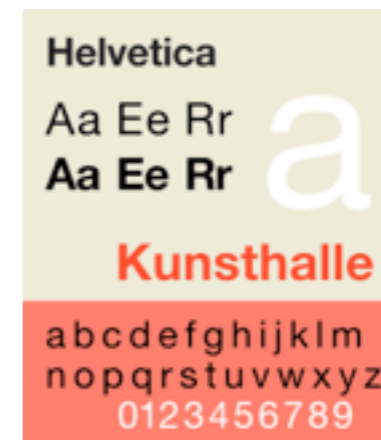 Helvetica
Aa Ee Rr
a
Aa Ee Rr
Kunsthalle
abcdefghijklm
nopqrstuvwxyz
0123456789